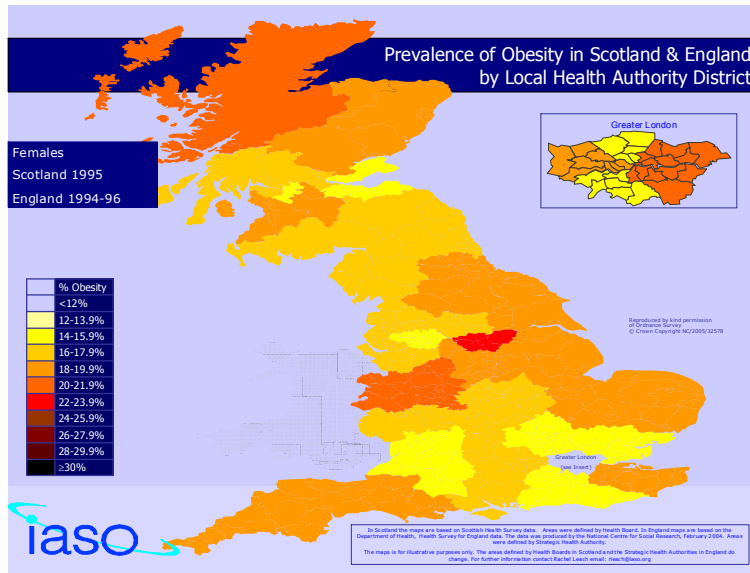 Prevalence of Obesity in Scotland & England
by Local Health Authority District
Greater London
Females
Scotland 1995
England 1994-96
% Obesity
<12%
12-13.9%
14-15.9%
16-17.9%
18-19.9%
20-21.9%
22-23.9%
24-25.9%
26-27.9%
28-29.9%
≥30%
Reproduced by kind permission
of Ordnance Survey
© Crown Copyright NC/2005/32578
Greater London
(see Insert)
iaso
In Scotland the maps are based on Scottish Health Survey data. Areas were defined by Health Board. In England maps are based on the
Department of Health, Health Survey for England data. The data was produced by the National Centre for Social Research, February 2004. Areas
were defined by Strategic Health Authority.
The maps is for illustrative purposes only. The areas defined by Health Boards in Scotland and the Strategic Health Authorities in England do
change. For further information contact Rachel Leach email: rleach@iaso.org